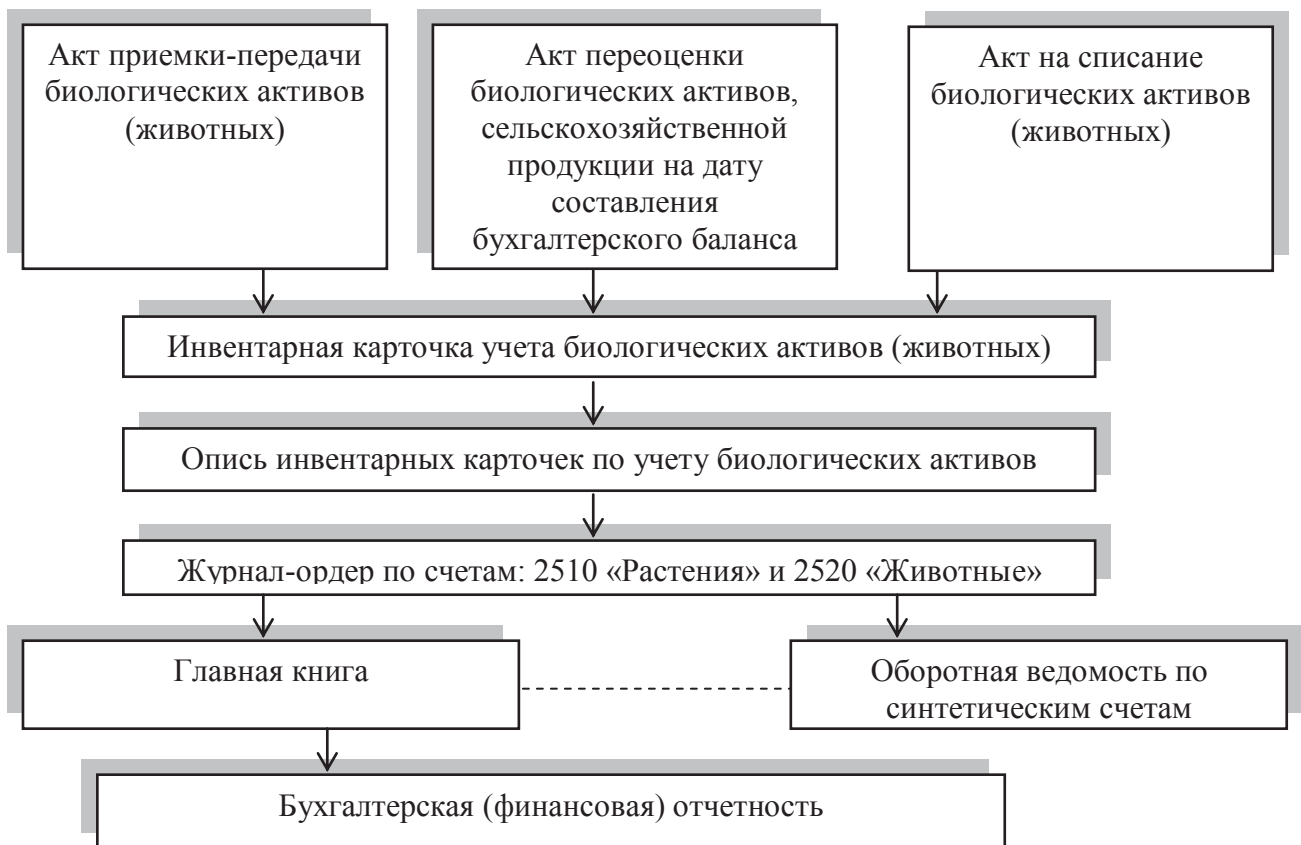 Акт приемки-передачи
биологических активов
(животных)
Акт переоценки
биологических активов,
сельскохозяйственной
продукции на дату
составления
бухгалтерского баланса
Акт на списание
биологических активов
(животных)
Инвентарная карточка учета биологических активов (животных)
Опись инвентарных карточек по учету биологических активов
Журнал-ордер по счетам: 2510 «Растения» и 2520 «Животные»
Главная книга
Оборотная ведомость по
синтетическим счетам
Бухгалтерская (финансовая) отчетность